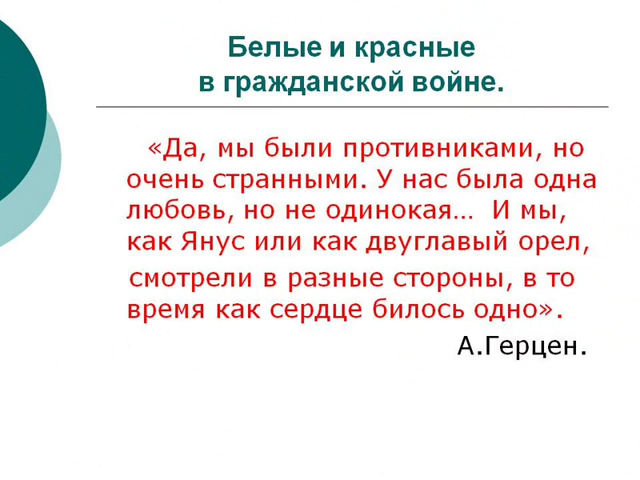 Белые и красные
в гражданской войне.
«Да, мы были противниками, но
очень странными. У нас была одна
любовь, но не одинокая... И мы,
как Янус или как двуглавый орел,
смотрели в разные стороны, в то
время как сердце билось одно».
А.Герцен.